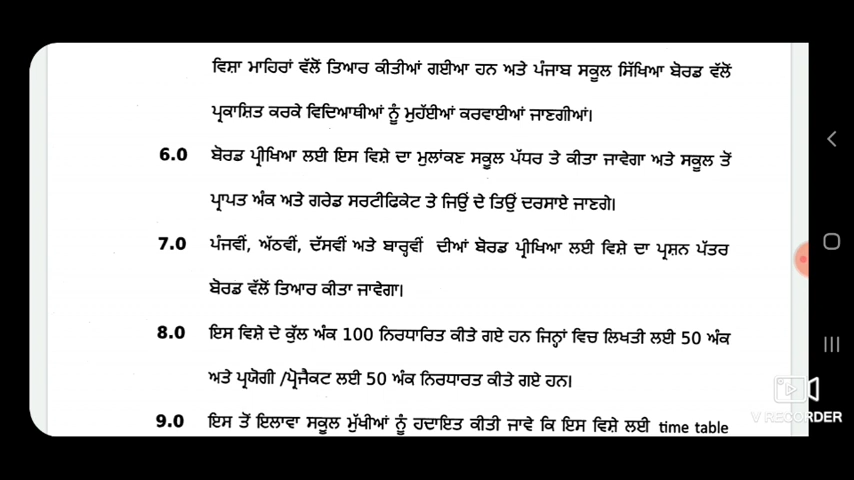 ਵਿਸ਼ਾ ਮਾਹਿਰਾਂ ਵੱਲੋਂ ਤਿਆਰ ਕੀਤੀਆਂ ਗਈਆ ਹਨ ਅਤੇ ਪੰਜਾਬ ਸਕੂਲ ਸਿੱਖਿਆ ਬੋਰਡ ਵੱਲੋਂ
ਪ੍ਰਕਾਸ਼ਿਤ ਕਰਕੇ ਵਿਦਿਆਥੀਆਂ ਨੂੰ ਮੁਹੱਈਆਂ ਕਰਵਾਈਆਂ ਜਾਣਗੀਆਂ।
6.0 ਬੋਰਡ ਪ੍ਰੀਖਿਆ ਲਈ ਇਸ ਵਿਸ਼ੇ ਦਾ ਮੁਲਾਂਕਣ ਸਕੂਲ ਪੱਧਰ ਤੇ ਕੀਤਾ ਜਾਵੇਗਾ ਅਤੇ ਸਕੂਲ ਤੋਂ
ਪ੍ਰਾਪਤ ਅੰਕ ਅਤੇ ਗਰੇਡ ਸਰਟੀਫਿਕੇਟ ਤੇ ਜਿਉਂ ਦੇ ਤਿਉਂ ਦਰਸਾਏ ਜਾਣਗੇ।
7.0 ਪੰਜਵੀਂ, ਅੱਠਵੀਂ, ਦੱਸਵੀਂ ਅਤੇ ਬਾਰ੍ਹਵੀਂ ਦੀਆਂ ਬੋਰਡ ਪ੍ਰੀਖਿਆ ਲਈ ਵਿਸ਼ੇ ਦਾ ਪ੍ਰਸ਼ਨ ਪੱਤਰ
ਬੋਰਡ ਵੱਲੋਂ ਤਿਆਰ ਕੀਤਾ ਜਾਵੇਗਾ।
8.0 ਇਸ ਵਿਸ਼ੇ ਦੇ ਕੁੱਲ ਅੰਕ 100 ਨਿਰਧਾਰਿਤ ਕੀਤੇ ਗਏ ਹਨ ਜਿਨ੍ਹਾਂ ਵਿਚ ਲਿਖਤੀ ਲਈ 50 ਅੰਕ
ਅਤੇ ਪ੍ਰਯੋਗੀ /ਪ੍ਰੋਜੈਕਟ ਲਈ 50 ਅੰਕ ਨਿਰਧਾਰਤ ਕੀਤੇ ਗਏ ਹਨ।
9.0 ਇਸ ਤੋਂ ਇਲਾਵਾ ਸਕੂਲ ਮੁੱਖੀਆਂ ਨੂੰ ਹਦਾਇਤ ਕੀਤੀ ਜਾਵੇ ਕਿ ਇਸ ਵਿਸ਼ੇ ਲਈ time table
V RECORDER